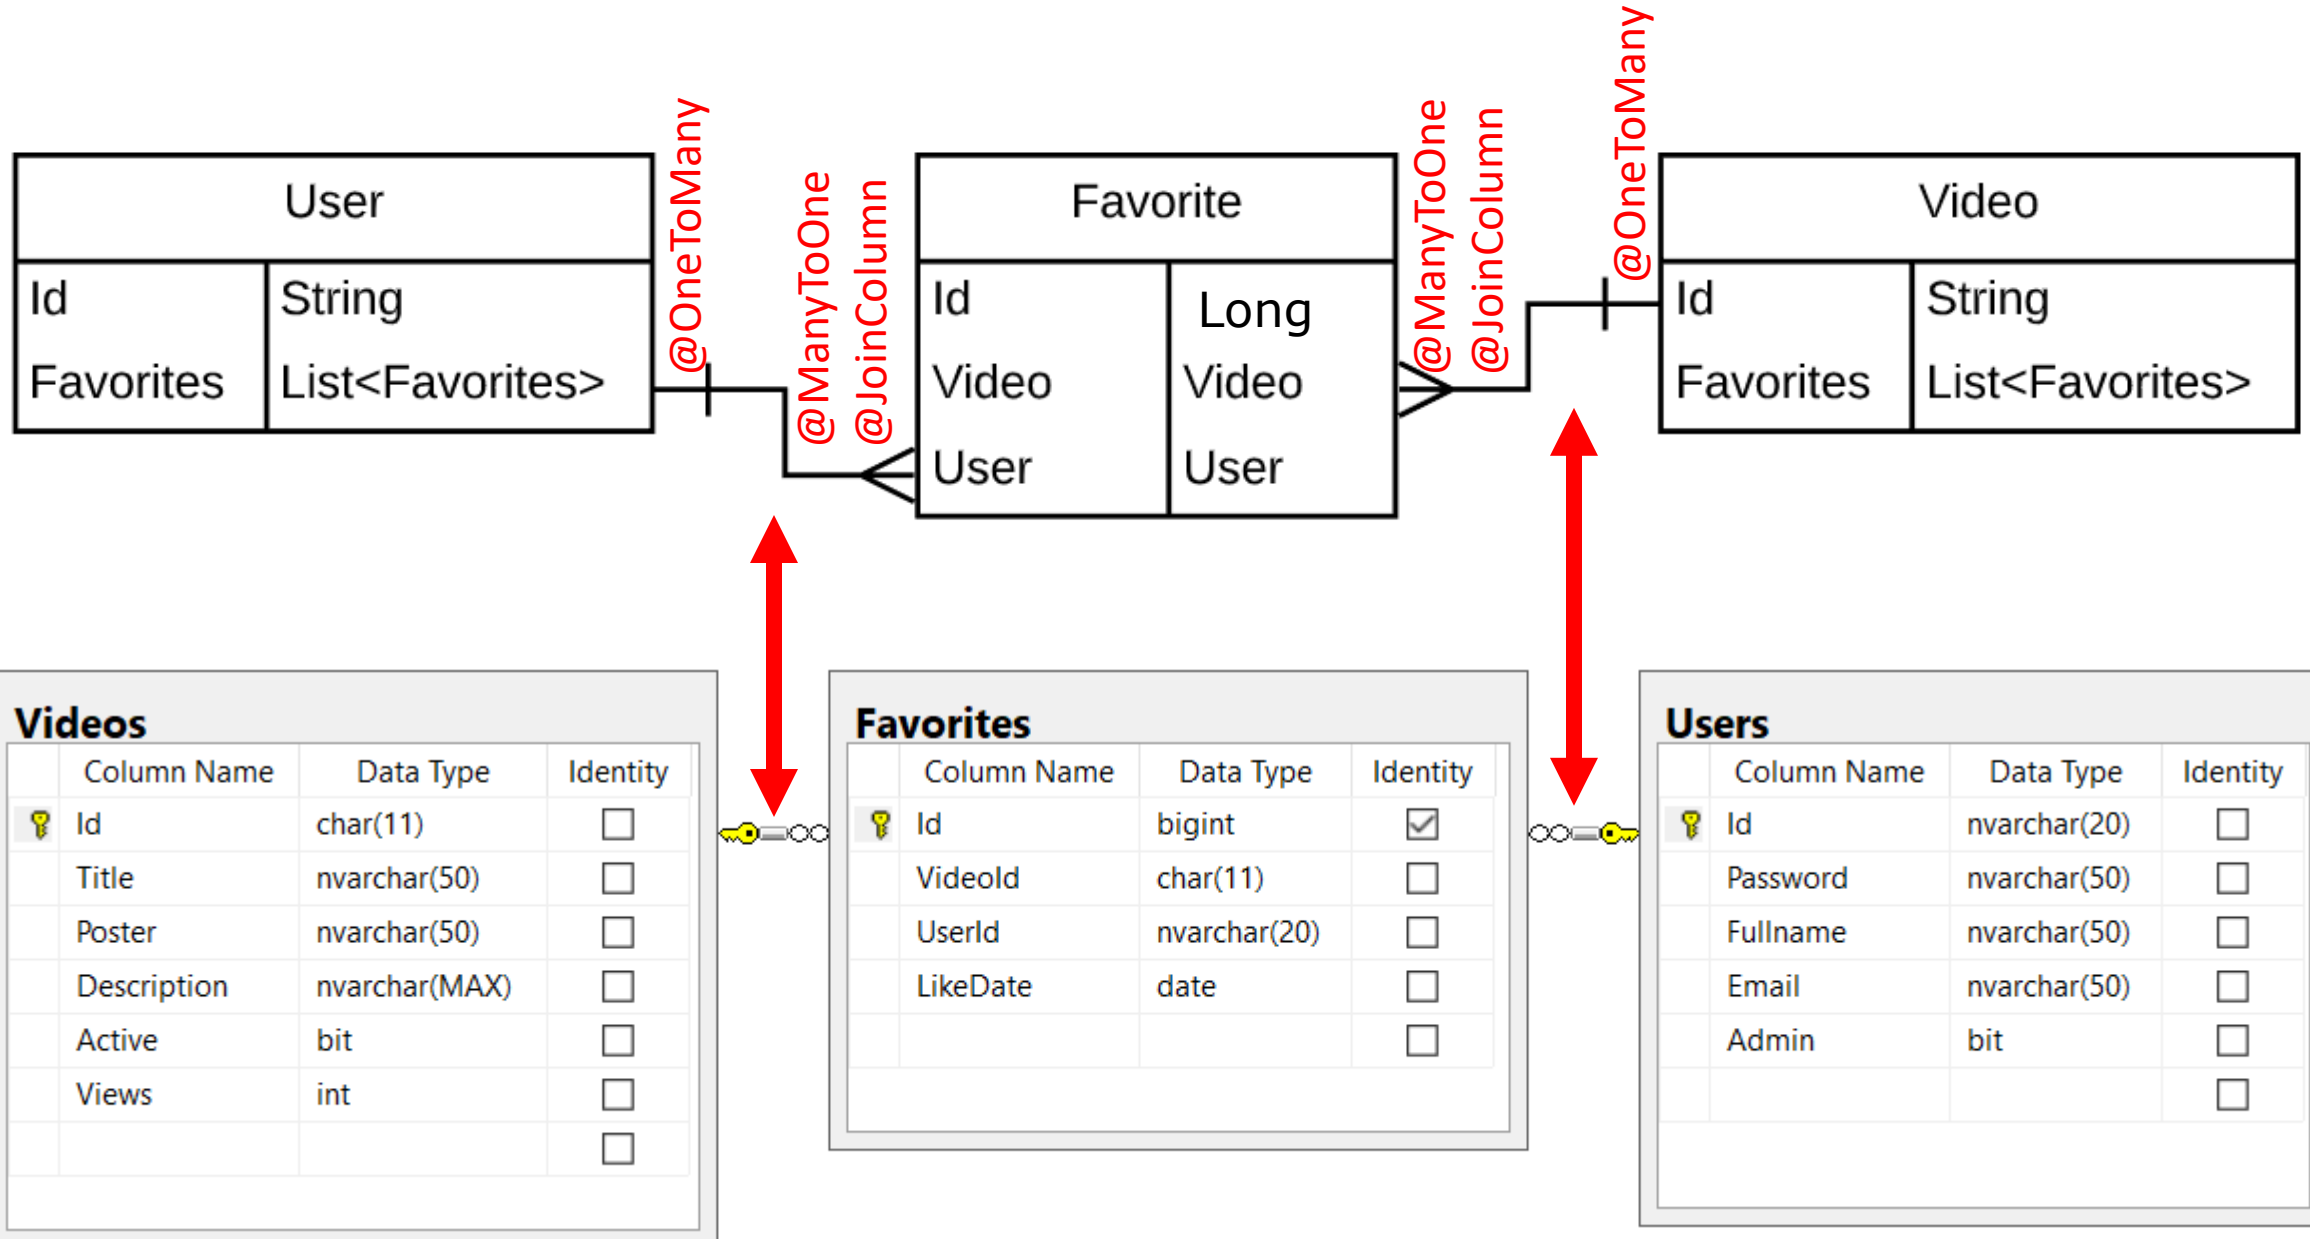 @OneToMany
@ManyToOne
@JoinColumn
@ManyToOne
@JoinColumn
@OneToMany
User
Id String
Favorites List<Favorites>
Favorite
Id Long
Video Video
User User
Video
Id String
Favorites List<Favorites>
Videos
Column Name Data Type Identity
Id char(11)
Title nvarchar(50)
Poster nvarchar(50)
Description nvarchar(MAX)
Active bit
Views int
Favorites
Column Name Data Type Identity
Id bigint
VideoId char(11)
UserId nvarchar(20)
LikeDate date
Users
Column Name Data Type Identity
Id nvarchar(20)
Password nvarchar(50)
Fullname nvarchar(50)
Email nvarchar(50)
Admin bit